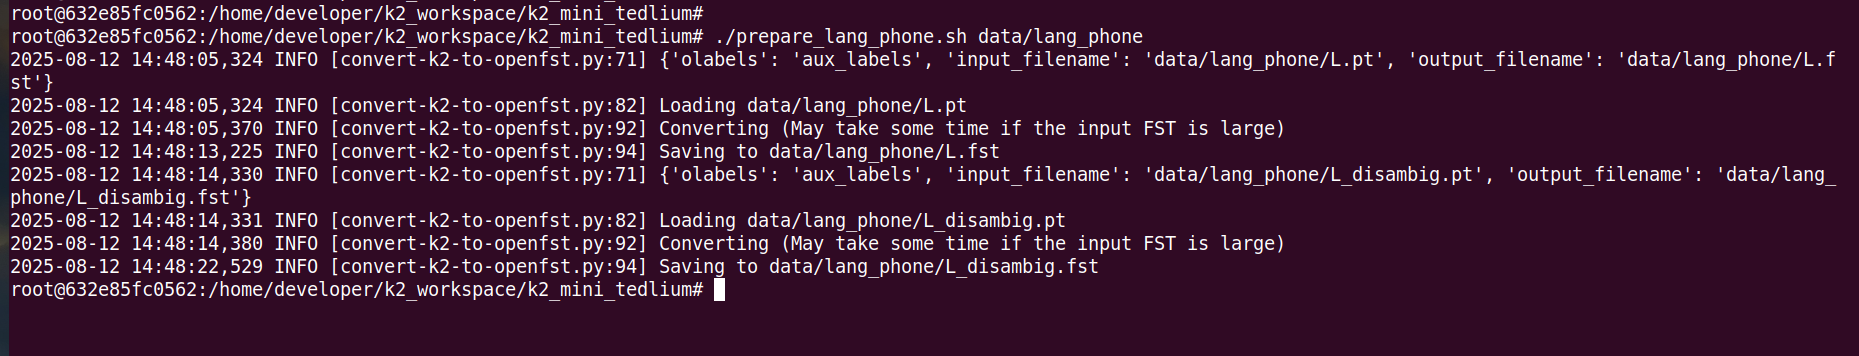 root@632e85fc0562:/home/developer/k2_workspace/k2_mini_tedlium#
root@632e85fc0562:/home/developer/k2_workspace/k2_mini_tedlium# ./prepare_lang_phone.sh data/lang_phone
2025-08-12 14:48:05,324 INFO [convert-k2-to-openfst.py:71] {'olabels': 'aux_labels', 'input_filename': 'data/lang_phone/L.pt', 'output_filename': 'data/lang_phone/L.f
st'}
2025-08-12 14:48:05,324 INFO [convert-k2-to-openfst.py:82] Loading data/lang_phone/L.pt
2025-08-12 14:48:05,370 INFO [convert-k2-to-openfst.py:92] Converting (May take some time if the input FST is large)
2025-08-12 14:48:13,225 INFO [convert-k2-to-openfst.py:94] Saving to data/lang_phone/L.fst
2025-08-12 14:48:14,330 INFO [convert-k2-to-openfst.py:71] {'olabels': 'aux_labels', 'input_filename': 'data/lang_phone/L_disambig.pt', 'output_filename': 'data/lang_
phone/L_disambig.fst'}
2025-08-12 14:48:14,331 INFO [convert-k2-to-openfst.py:82] Loading data/lang_phone/L_disambig.pt
2025-08-12 14:48:14,380 INFO [convert-k2-to-openfst.py:92] Converting (May take some time if the input FST is large)
2025-08-12 14:48:22,529 INFO [convert-k2-to-openfst.py:94] Saving to data/lang_phone/L_disambig.fst
root@632e85fc0562:/home/developer/k2_workspace/k2_mini_tedlium#